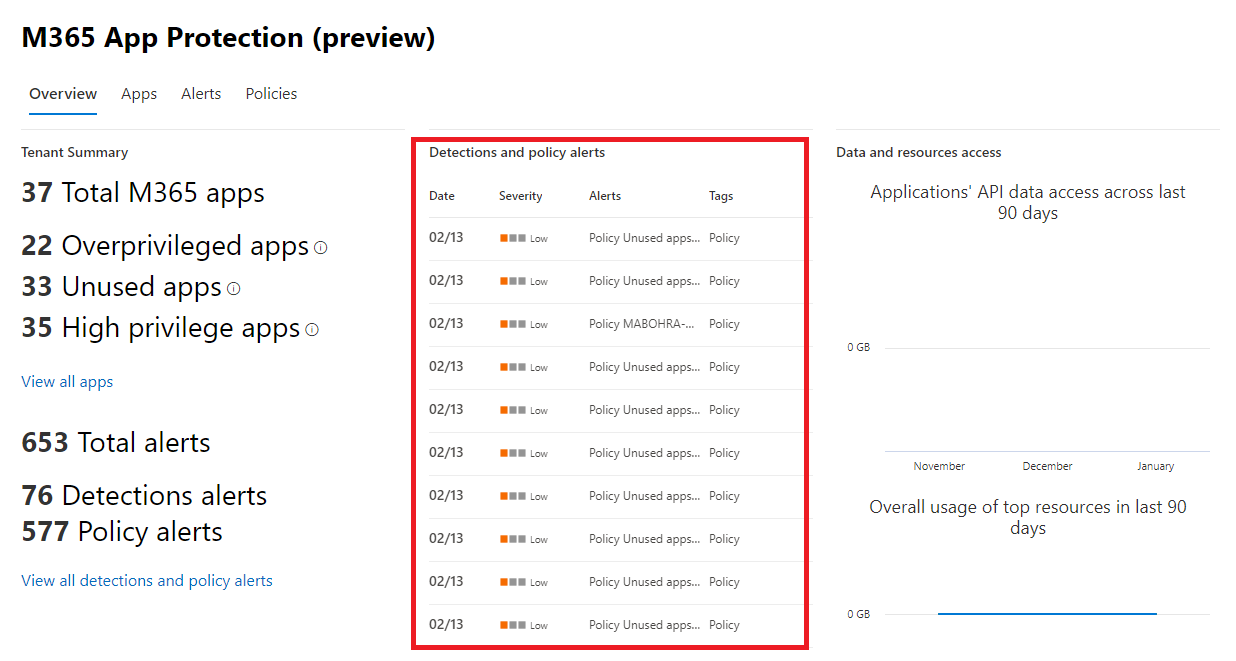 M365 App Protection (preview)
Overview Apps Alerts Policies
Tenant Summary
37 Total M365 apps
22 Overprivileged apps
33 Unused apps
35 High privilege apps
View all apps
653 Total alerts
76 Detections alerts
577 Policy alerts
View all detections and policy alerts
Detections and policy alerts
Date Severity Alerts Tags
02/13 Low Policy Unused apps... Policy
02/13 Low Policy Unused apps... Policy
02/13 Low Policy MABOHRA-... Policy
02/13 Low Policy Unused apps... Policy
02/13 Low Policy Unused apps... Policy
02/13 Low Policy Unused apps... Policy
02/13 Low Policy Unused apps... Policy
02/13 Low Policy Unused apps... Policy
02/13 Low Policy Unused apps... Policy
02/13 Low Policy Unused apps... Policy
Data and resources access
Applications' API data access across last
90 days
0 GB
November December January
Overall usage of top resources in last 90
days
0 GB